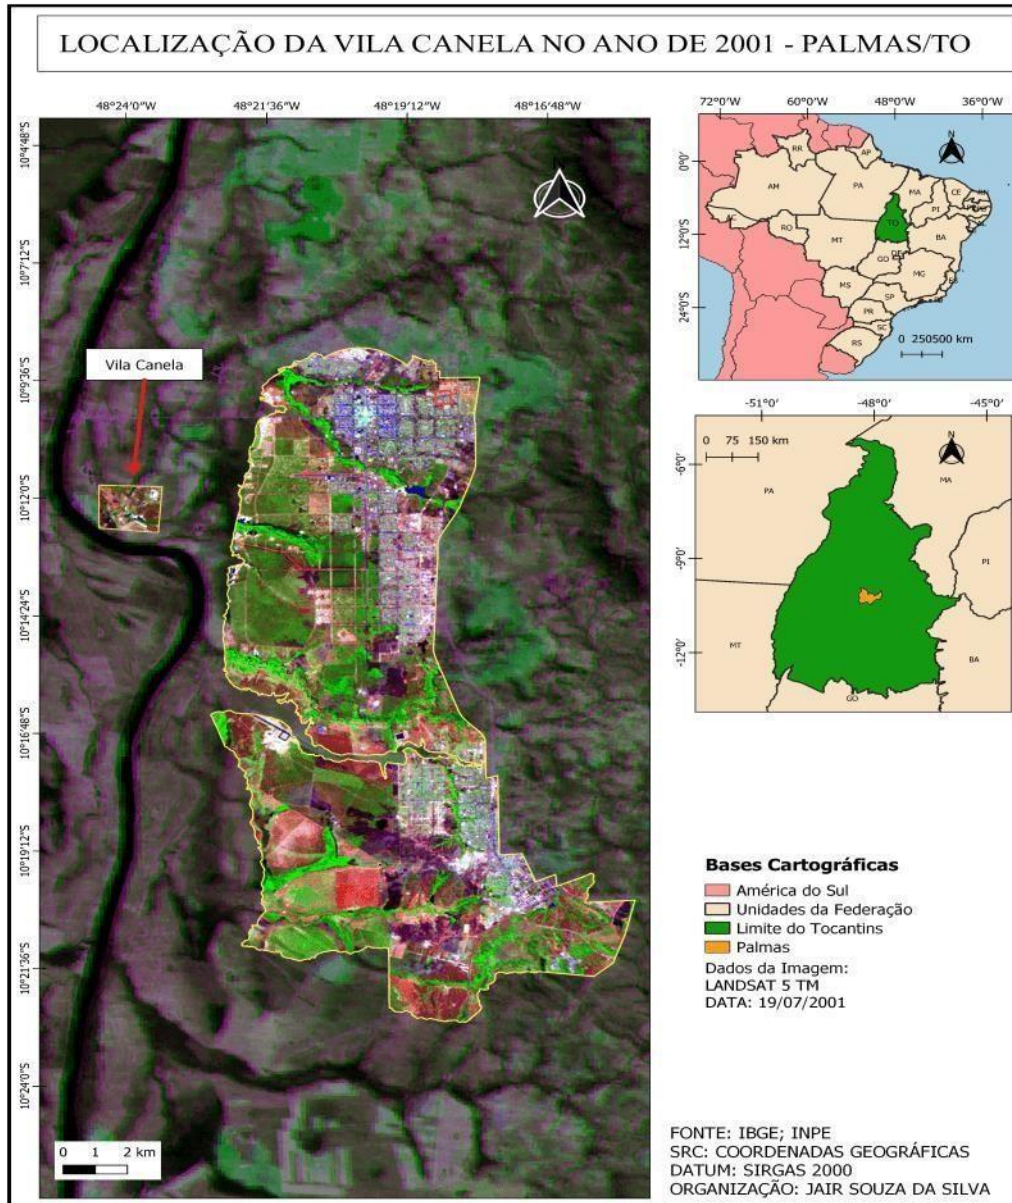 LOCALIZAÇÃO DA VILA CANELA NO ANO DE 2001 - PALMAS/TO
48°24'0"W 48°21'36"W 48°19'12"W 48°16'48"W
10°4'48"S
10°7'12"S
10°9'36"S
10°12'0"S
10°14'24"S
10°16'48"S
10°19'12"S
10°21'36"S
10°24'0"S
Vila Canela
0 1 2 km
72°0'W 60°0'W 48°0'W 36°0'W
0°0'
12°0'S
24°0'S
N
RR AP
AM PA MA CE RN
PI
AC TO
RO BA
MT DF
GO
MG
MS ES
SP
PR
SC
RS
0 250500 km
-51°0' -48°0' -45°0'
0 75 150 km
N
-6°0'
-9°0'
-12°0'
PA MA
PI
MT BA
GO
Bases Cartográficas
América do Sul
Unidades da Federação
Limite do Tocantins
Palmas
Dados da Imagem:
LANDSAT 5 TM
DATA: 19/07/2001
FONTE: IBGE; INPE
SRC: COORDENADAS GEOGRÁFICAS
DATUM: SIRGAS 2000
ORGANIZAÇÃO: JAIR SOUZA DA SILVA